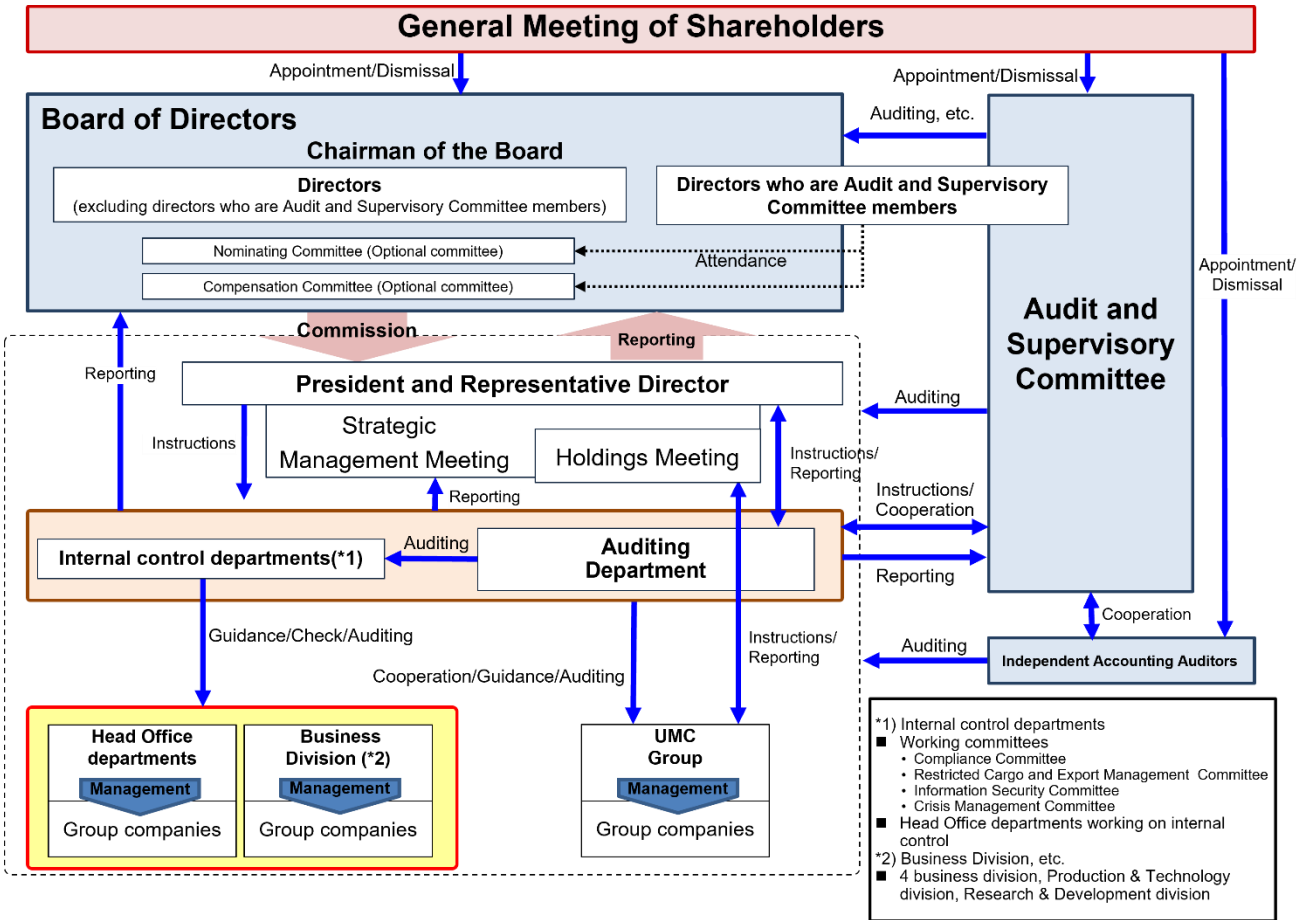 General Meeting of Shareholders
Appointment/Dismissal
Appointment/Dismissal
Board of Directors
Auditing, etc.
Chairman of the Board
Directors
(excluding directors who are Audit and Supervisory Committee members)
Directors who are Audit and Supervisory
Committee members
Nominating Committee (Optional committee)
Attendance
Compensation Committee (Optional committee)
Appointment/
Dismissal
Audit and
Supervisory
Committee
Commission
Reporting
Reporting
President and Representative Director
Auditing
Instructions
Strategic
Management Meeting
Holdings Meeting
Instructions/
Reporting
Reporting
Instructions/
Cooperation
Internal control departments(*1)
Auditing
Auditing
Department
Reporting
Guidance/Check/Auditing
Cooperation/Guidance/Auditing
Instructions/
Reporting
Cooperation
Auditing
Independent Accounting Auditors
Head Office
departments
Management
Group companies
Business
Division (*2)
Management
Group companies
UMC
Group
Management
Group companies
*1) Internal control departments
■ Working committees
• Compliance Committee
• Restricted Cargo and Export Management Committee
• Information Security Committee
• Crisis Management Committee
■ Head Office departments working on internal
control
*2) Business Division, etc.
■ 4 business division, Production & Technology
division, Research & Development division